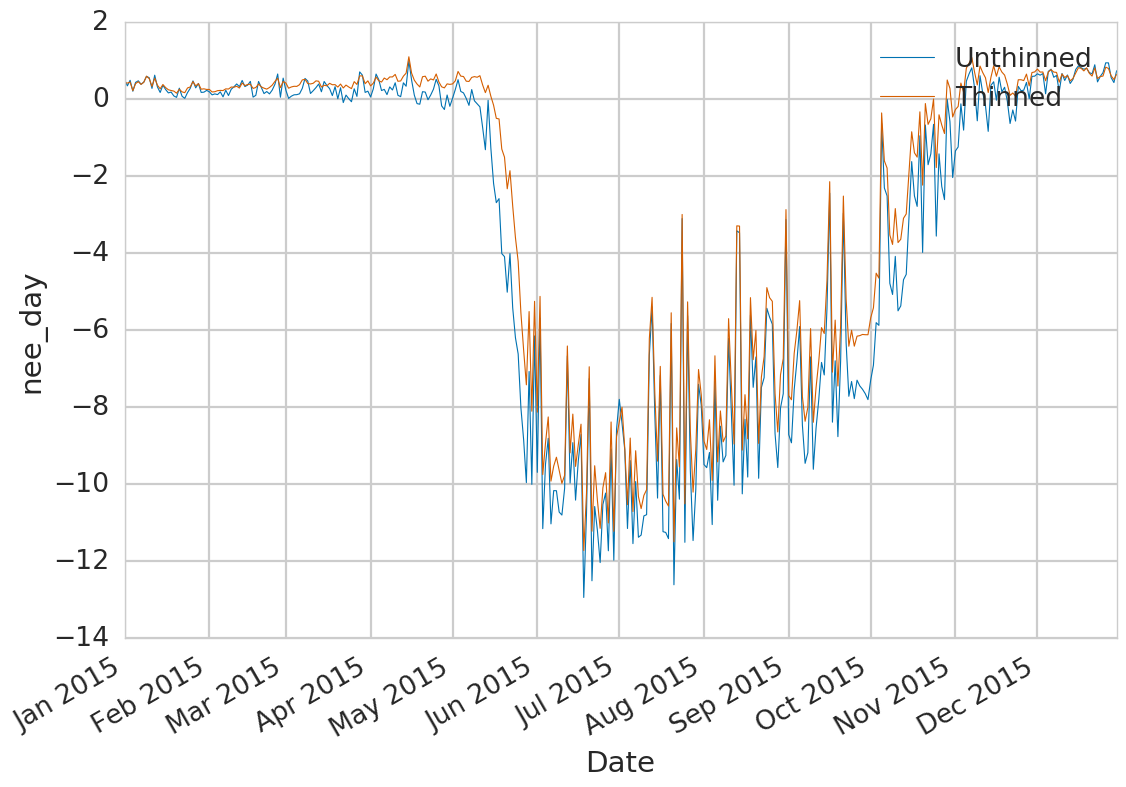 2
0
−2
−4
−6
−8
−10
−12
−14
nee_day
Unthinned
Thinned
Jan 2015
Feb 2015
Mar 2015
Apr 2015
May 2015
Jun 2015
Jul 2015
Aug 2015
Sep 2015
Oct 2015
Nov 2015
Dec 2015
Date